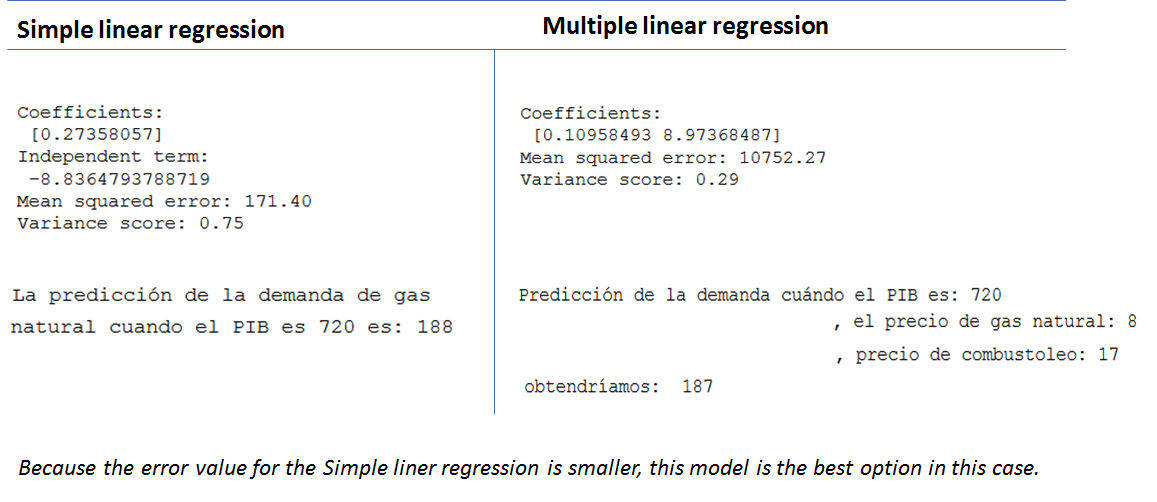 Simple linear regression
Multiple linear regression
Coefficients:
[0.27358057]
Independent term:
-8.8364793788719
Mean squared error: 171.40
Variance score: 0.75
La predicción de la demanda de gas
natural cuando el PIB es 720 es: 188
Coefficients:
[0.10958493 8.97368487]
Mean squared error: 10752.27
Variance score: 0.29
Predicción de la demanda cuándo el PIB es: 720
, el precio de gas natural: 8
, precio de combustoleo: 17
obtendríamos: 187
Because the error value for the Simple liner regression is smaller, this model is the best option in this case.